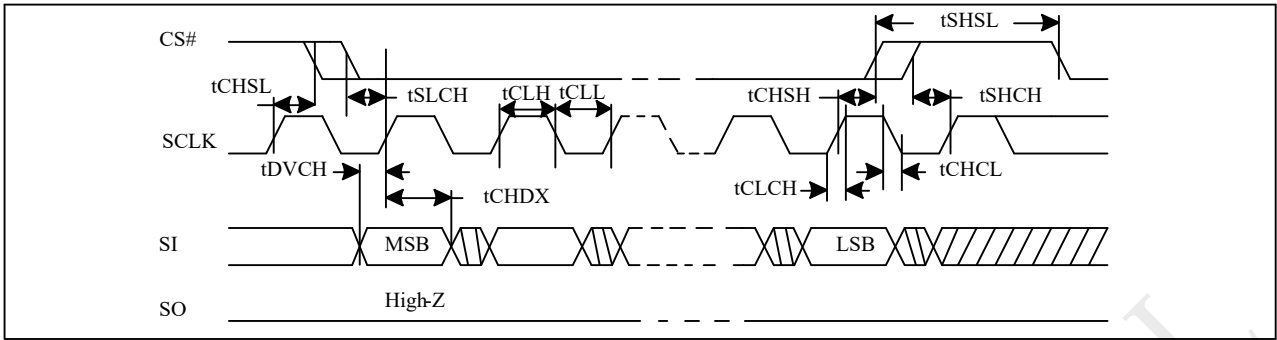 CS#
tSHSL
tCHSL
tSLCH
tCLH
tCLL
tCHSH
tSHCH
SCLK
tDVCH
tCHDX
tCLCH
tCHCL
SI
MSB
LSB
SO
High-Z